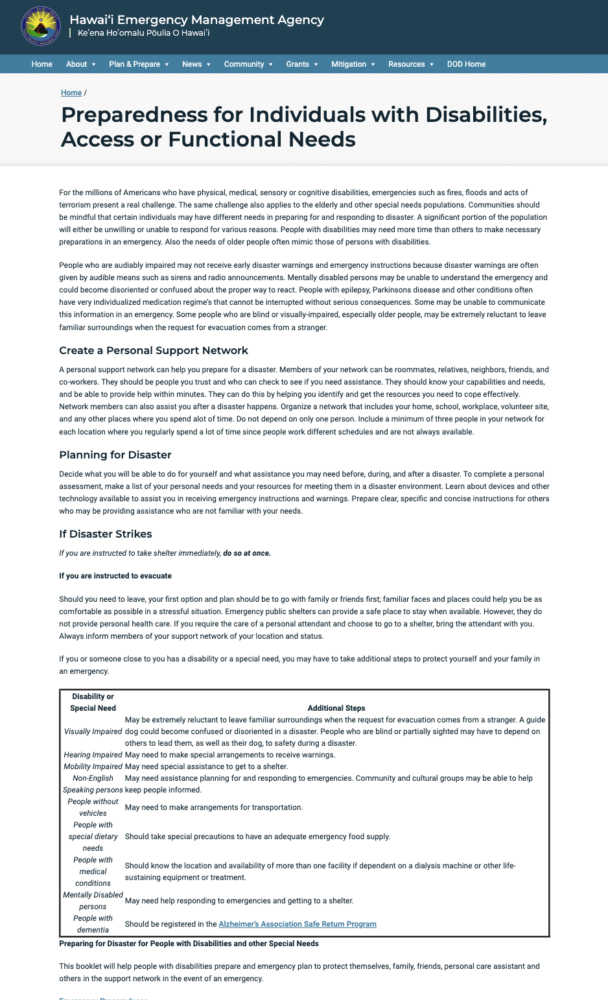 Hawaiʻi Emergency Management Agency
Keʻena Hoʻomalu Pōulia O Hawaiʻi
Home About Plan & Prepare News Community Grants Mitigation Resources DOD Home
Home /
Preparedness for Individuals with Disabilities,
Access or Functional Needs
For the millions of Americans who have physical, medical, sensory or cognitive disabilities, emergencies such as fires, floods and acts of
terrorism present a real challenge. The same challenge also applies to the elderly and other special needs populations. Communities should
be mindful that certain individuals may have different needs in preparing for and responding to disaster. A significant portion of the population
will either be unwilling or unable to respond for various reasons. People with disabilities may need more time than others to make necessary
preparations in an emergency. Also the needs of older people often mimic those of persons with disabilities.
People who are audiably impaired may not receive early disaster warnings and emergency instructions because disaster warnings are often
given by audible means such as sirens and radio announcements. Mentally disabled persons may be unable to understand the emergency and
could become disoriented or confused about the proper way to react. People with epilepsy, Parkinsons disease and other conditions often
have very individualized medication regime's that cannot be interrupted without serious consequences. Some may be unable to communicate
this information in an emergency. Some people who are blind or visually-impaired, especially older people, may be extremely reluctant to leave
familiar surroundings when the request for evacuation comes from a stranger.
Create a Personal Support Network
A personal support network can help you prepare for a disaster. Members of your network can be roommates, relatives, neighbors, friends, and
co-workers. They should be people you trust and who can check to see if you need assistance. They should know your capabilities and needs,
and be able to provide help within minutes. They can do this by helping you identify and get the resources you need to cope effectively.
Network members can also assist you after a disaster happens. Organize a network that includes your home, school, workplace, volunteer site,
and any other places where you spend alot of time. Do not depend on only one person. Include a minimum of three people in your network for
each location where you regularly spend a lot of time since people work different schedules and are not always available.
Planning for Disaster
Decide what you will be able to do for yourself and what assistance you may need before, during, and after a disaster. To complete a personal
assessment, make a list of your personal needs and your resources for meeting them in a disaster environment. Learn about devices and other
technology available to assist you in receiving emergency instructions and warnings. Prepare clear, specific and concise instructions for others
who may be providing assistance who are not familiar with your needs.
If Disaster Strikes
If you are instructed to take shelter immediately, do so at once.
If you are instructed to evacuate
Should you need to leave, your first option and plan should be to go with family or friends first; familiar faces and places could help you be as
comfortable as possible in a stressful situation. Emergency public shelters can provide a safe place to stay when available. However, they do
not provide personal health care. If you require the care of a personal attendant and choose to go to a shelter, bring the attendant with you.
Always inform members of your support network of your location and status.
If you or someone close to you has a disability or a special need, you may have to take additional steps to protect yourself and your family in
an emergency.
Disability or
Special Need
Additional Steps
Visually Impaired
May be extremely reluctant to leave familiar surroundings when the request for evacuation comes from a stranger. A guide
dog could become confused or disoriented in a disaster. People who are blind or partially sighted may have to depend on
others to lead them, as well as their dog, to safety during a disaster.
Hearing Impaired
May need to make special arrangements to receive warnings.
Mobility Impaired
May need special assistance to get to a shelter.
Non-English
Speaking persons
May need assistance planning for and responding to emergencies. Community and cultural groups may be able to help
keep people informed.
People without
vehicles
May need to make arrangements for transportation.
People with
special dietary
needs
Should take special precautions to have an adequate emergency food supply.
People with
medical
conditions
Should know the location and availability of more than one facility if dependent on a dialysis machine or other life-
sustaining equipment or treatment.
Mentally Disabled
persons
May need help responding to emergencies and getting to a shelter.
People with
dementia
Should be registered in the Alzheimer's Association Safe Return Program
Preparing for Disaster for People with Disabilities and other Special Needs
This booklet will help people with disabilities prepare and emergency plan to protect themselves, family, friends, personal care assistant and
others in the support network in the event of an emergency.